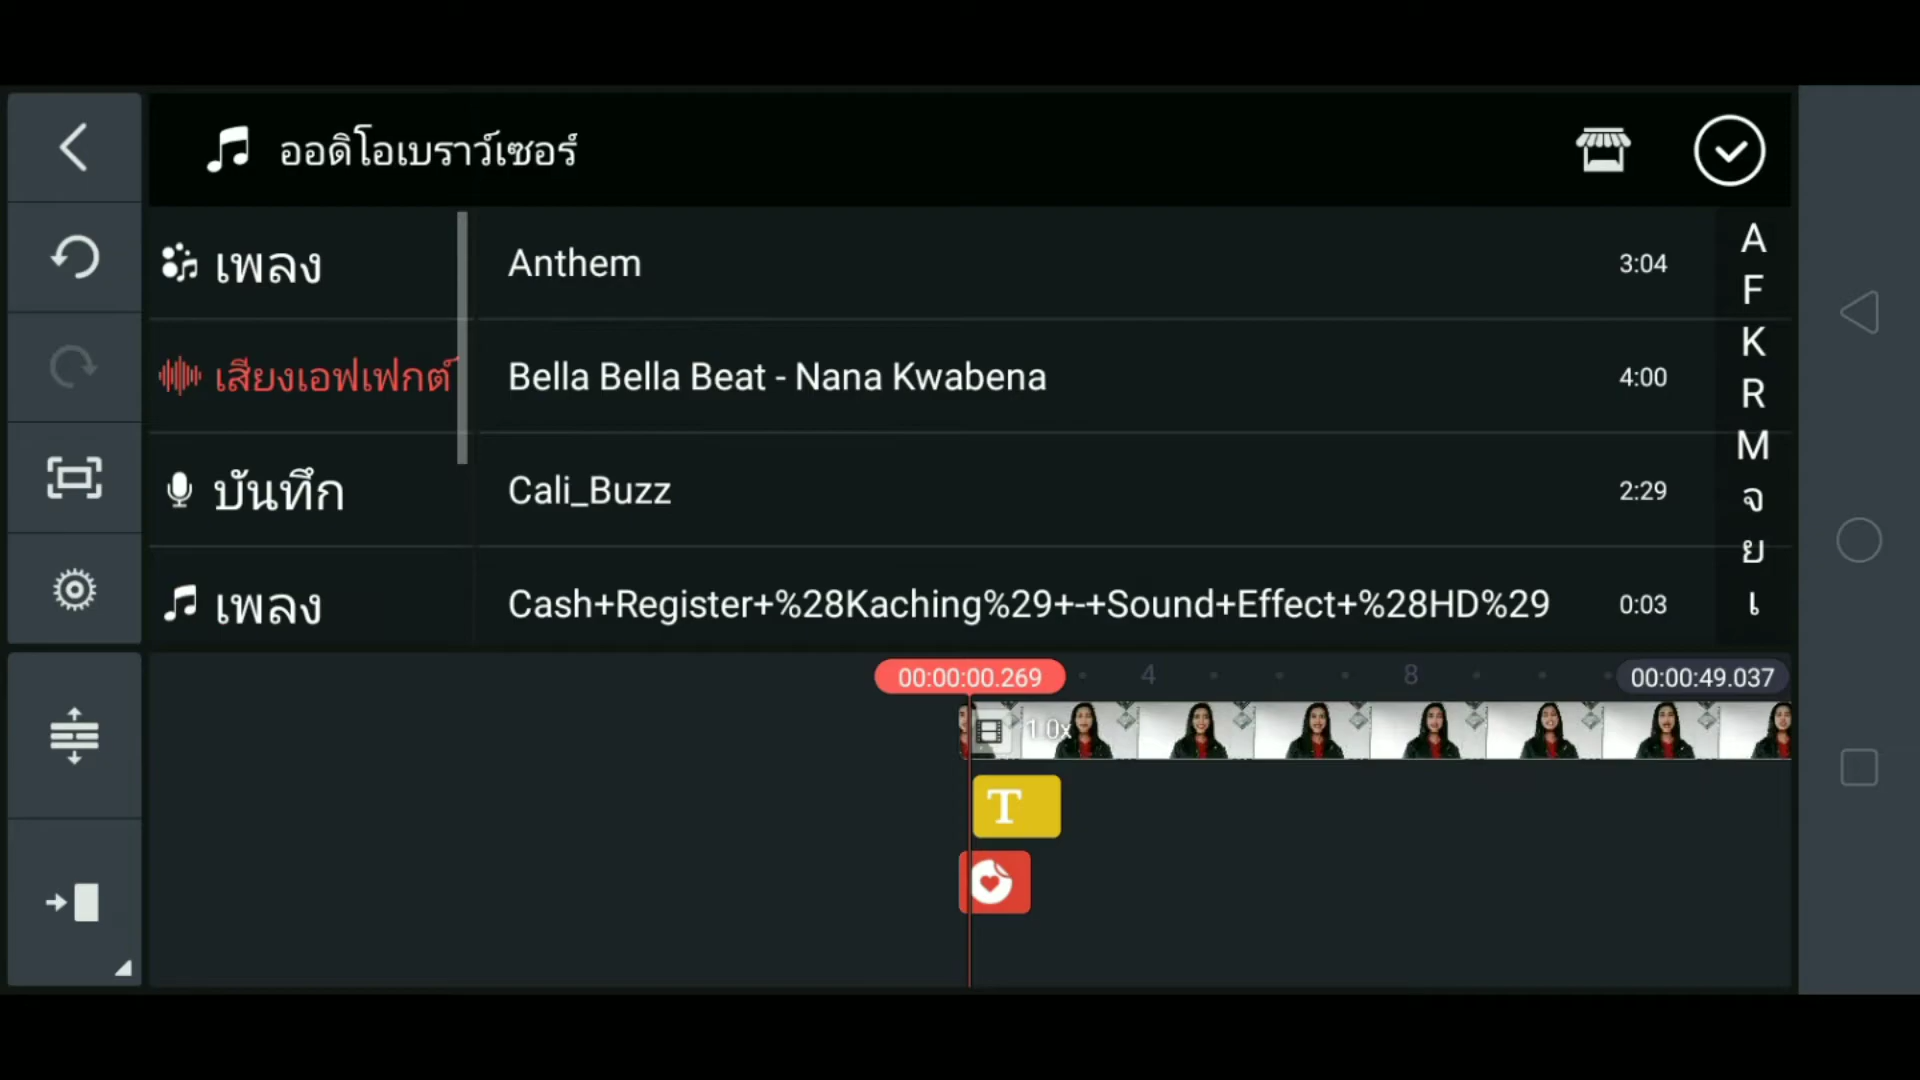 ออดิโอเบราว์เซอร์
เพลง
เสียงเอฟเฟกต์
บันทึก
เพลง
Anthem 3:04
Bella Bella Beat - Nana Kwabena 4:00
Cali_Buzz 2:29
Cash+Register+%28Kaching%29+-+Sound+Effect+%28HD%29 0:03
A
F
K
R
M
จ
ย
เ
00:00:00.269 4 8 00:00:49.037
1.0x
T